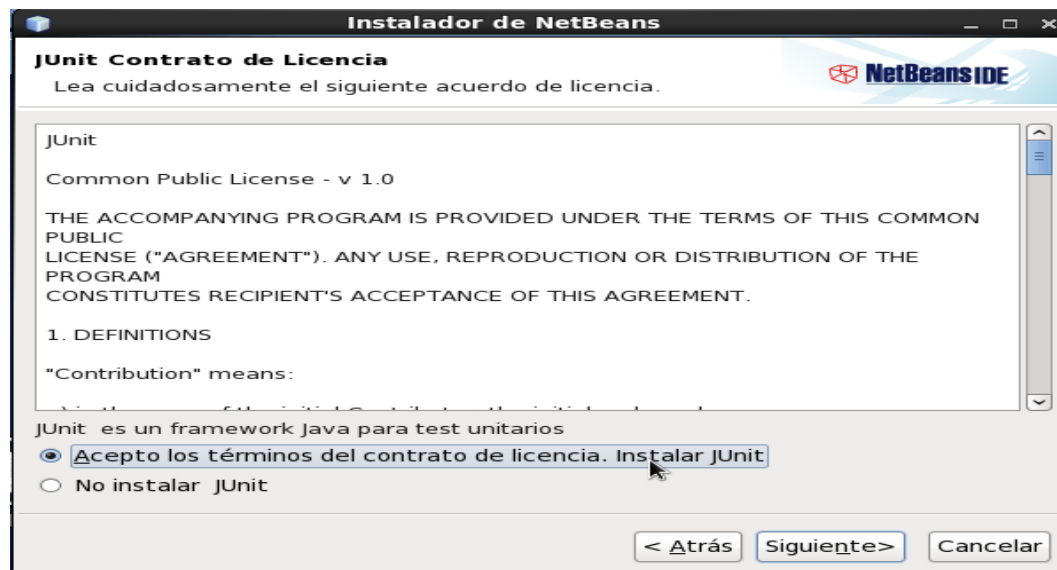 Instalador de NetBeans
JUnit Contrato de Licencia
Lea cuidadosamente el siguiente acuerdo de licencia.
NetBeans IDE
JUnit
Common Public License - v 1.0
THE ACCOMPANYING PROGRAM IS PROVIDED UNDER THE TERMS OF THIS COMMON
PUBLIC
LICENSE ("AGREEMENT"). ANY USE, REPRODUCTION OR DISTRIBUTION OF THE
PROGRAM
CONSTITUTES RECIPIENT'S ACCEPTANCE OF THIS AGREEMENT.
1. DEFINITIONS
"Contribution" means:
JUnit es un framework Java para test unitarios
Acepto los términos del contrato de licencia. Instalar JUnit
No instalar JUnit
< Atrás
Siguiente>
Cancelar